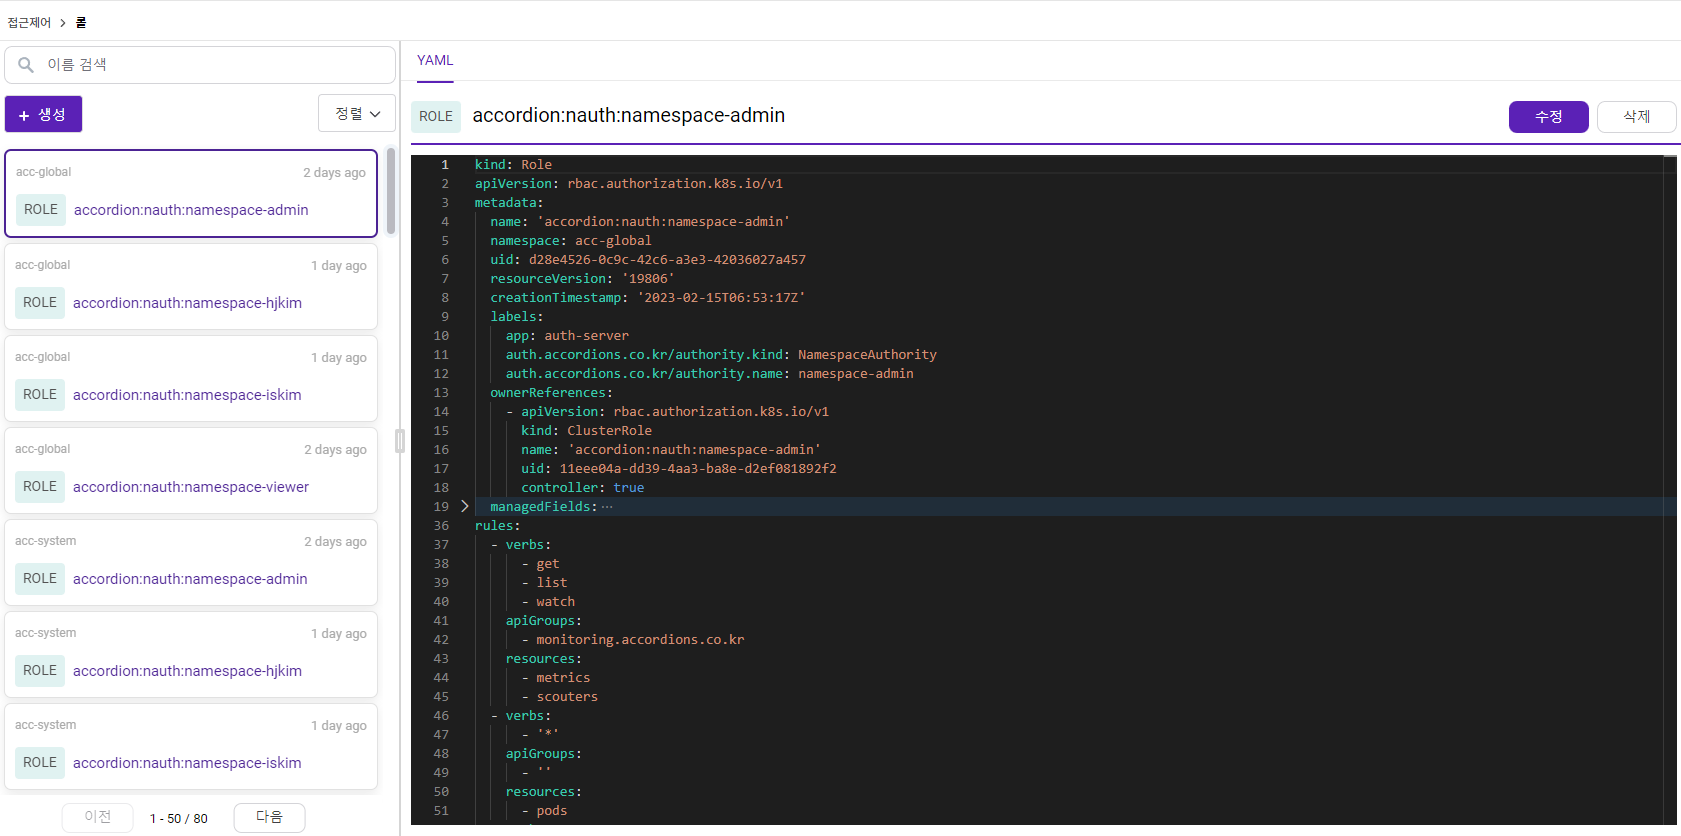 접근제어 > 롤
이름 검색
+ 생성
정렬
acc-global 2 days ago
ROLE accordion:nauth:namespace-admin
acc-global 1 day ago
ROLE accordion:nauth:namespace-hjkim
acc-global 1 day ago
ROLE accordion:nauth:namespace-iskim
acc-global 2 days ago
ROLE accordion:nauth:namespace-viewer
acc-system 2 days ago
ROLE accordion:nauth:namespace-admin
acc-system 1 day ago
ROLE accordion:nauth:namespace-hjkim
acc-system 1 day ago
ROLE accordion:nauth:namespace-iskim
이전 1 - 50 / 80 다음
YAML
ROLE accordion:nauth:namespace-admin 수정 삭제
1 kind: Role
2 apiVersion: rbac.authorization.k8s.io/v1
3 metadata:
4 name: 'accordion:nauth:namespace-admin'
5 namespace: acc-global
6 uid: d28e4526-0c9c-42c6-a3e3-42036027a457
7 resourceVersion: '19806'
8 creationTimestamp: '2023-02-15T06:53:17Z'
9 labels:
10 app: auth-server
11 auth.accordions.co.kr/authority.kind: NamespaceAuthority
12 auth.accordions.co.kr/authority.name: namespace-admin
13 ownerReferences:
14 - apiVersion: rbac.authorization.k8s.io/v1
15 kind: ClusterRole
16 name: 'accordion:nauth:namespace-admin'
17 uid: 11eee04a-dd39-4aa3-ba8e-d2ef081892f2
18 controller: true
19 managedFields:···
36 rules:
37 - verbs:
38 - get
39 - list
40 - watch
41 apiGroups:
42 - monitoring.accordions.co.kr
43 resources:
44 - metrics
45 - scouters
46 - verbs:
47 - '*'
48 apiGroups:
49 - ''
50 resources:
51 - pods